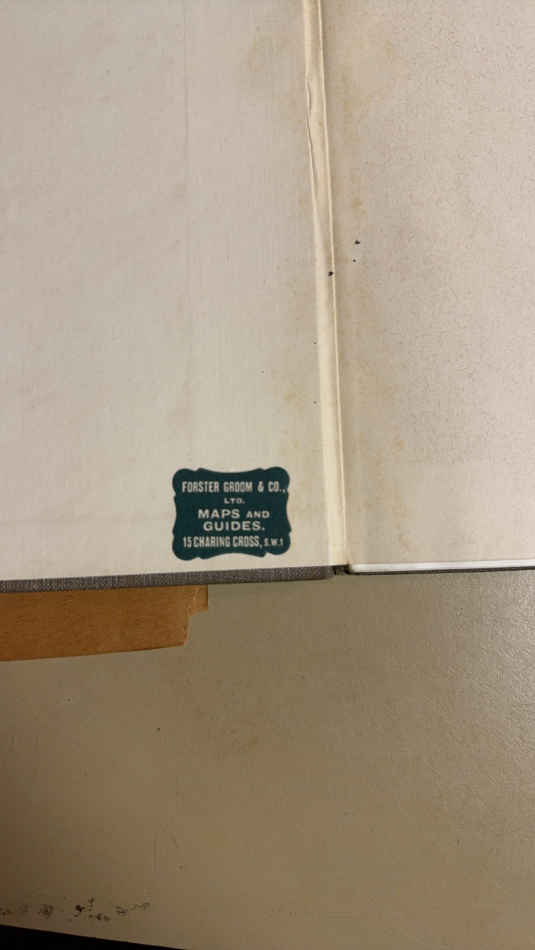 FORSTER GROOM & CO.,
LTD.
MAPS AND
GUIDES.
15 CHARING CROSS, S.W.1